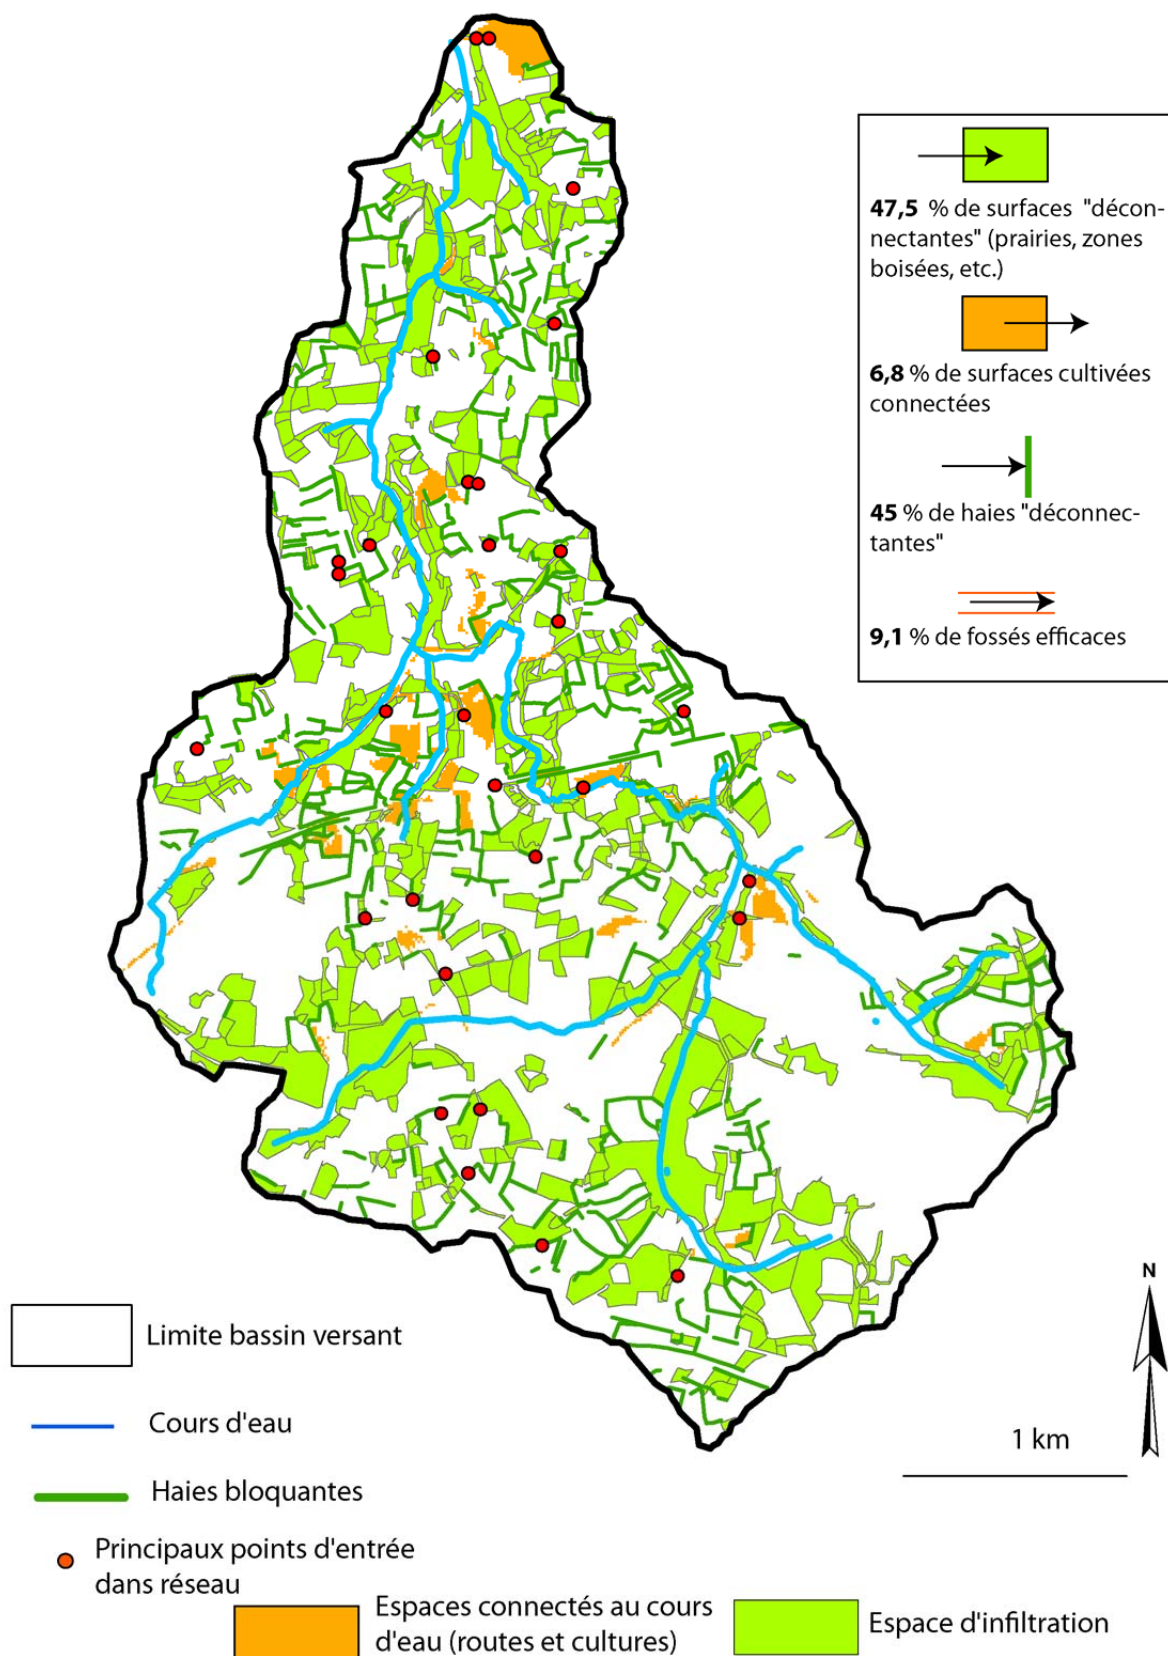 47,5 % de surfaces "décon-
nectantes" (prairies, zones
boisées, etc.)
6,8 % de surfaces cultivées
connectées
45 % de haies "déconnec-
tantes"
9,1 % de fossés efficaces
N
1 km
Limite bassin versant
Cours d'eau
Haies bloquantes
Principaux points d'entrée
dans réseau
Espaces connectés au cours
d'eau (routes et cultures)
Espace d'infiltration